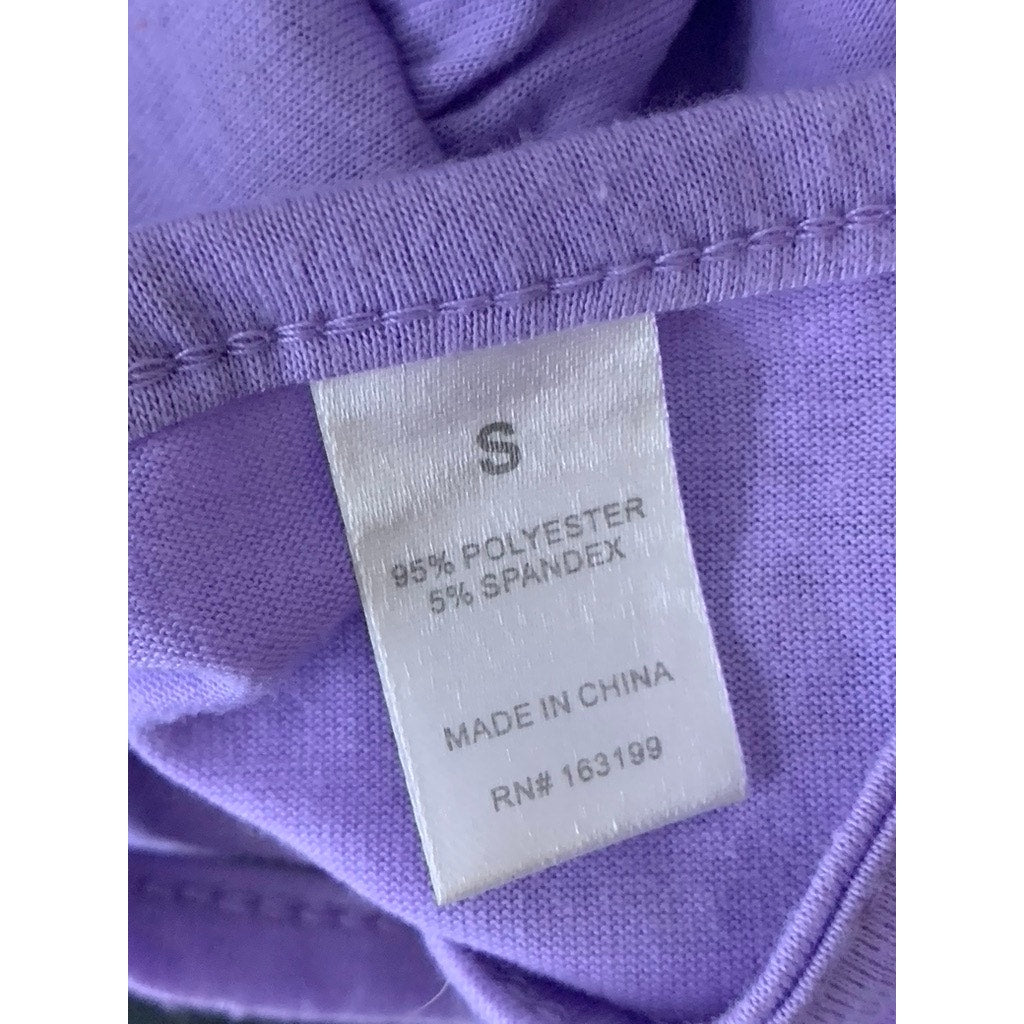 S
95% POLYESTER
5% SPANDEX
MADE IN CHINA
RN# 163199